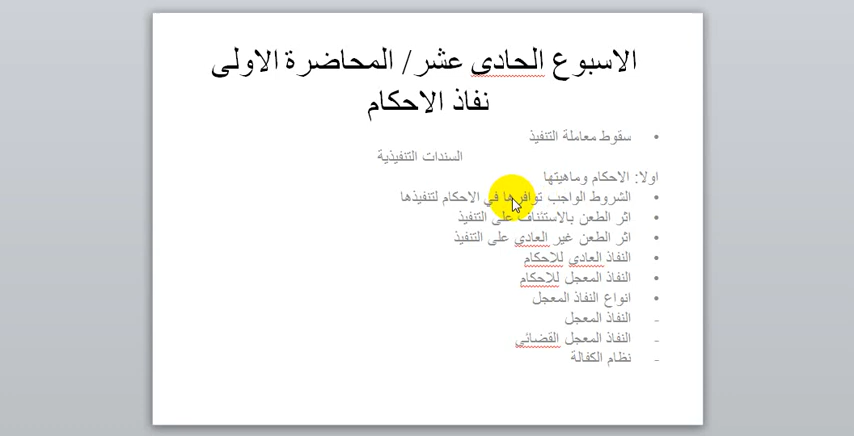 الاسبوع الحادى عشر/ المحاضرة الاولى
نفاذ الاحكام
• سقوط معاملة التنفيذ
السندات التنفيذية
اولا: الاحكام وماهيتها
• الشروط الواجب توافرها في الاحكام لتنفيذها
• اثر الطعن بالاستئناف على التنفيذ
• اثر الطعن غير العادي على التنفيذ
• النفاذ العادي للاحكام
• النفاذ المعجل للاحكام
• انواع النفاذ المعجل
- النفاذ المعجل
- النفاذ المعجل القضائي
- نظام الكفالة